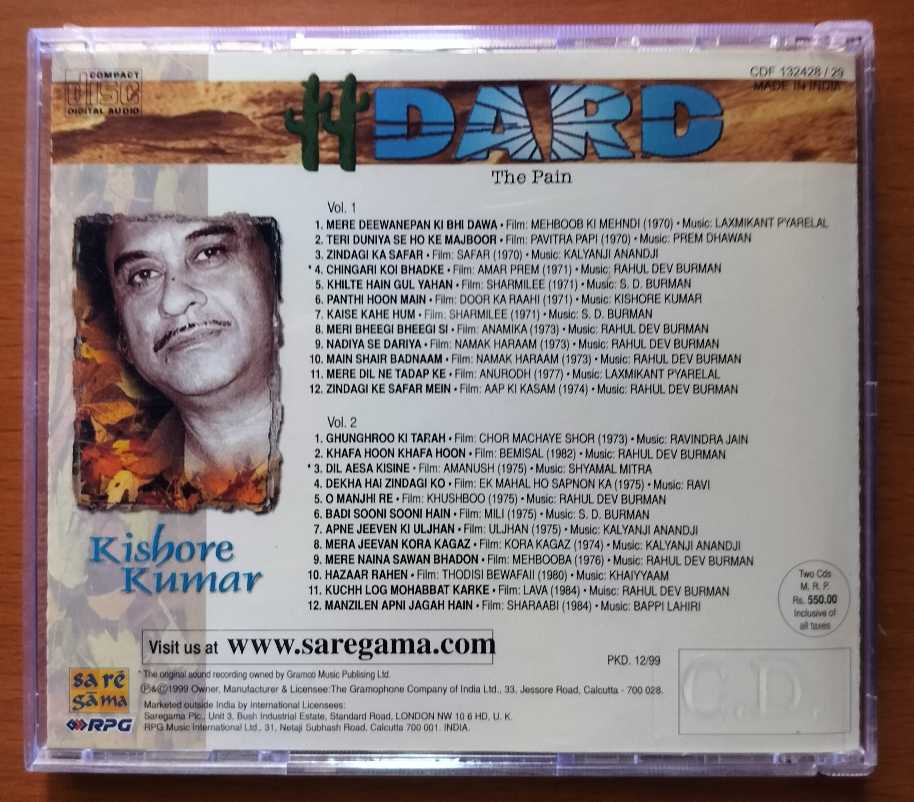 COMPACT
disc
DIGITAL AUDIO
CDF 132428 / 29
MADE IN INDIA
DARD
The Pain
Vol. 1
1. MERE DEEWANEPAN KI BHI DAWA • Film: MEHBOOB KI MEHNDI (1970) • Music: LAXMIKANT PYARELAL
2. TERI DUNIYA SE HO KE MAJBOOR • Film: PAVITRA PAPI (1970) • Music: PREM DHAWAN
3. ZINDAGI KA SAFAR • Film: SAFAR (1970) • Music: KALYANJI ANANDJI
* 4. CHINGARI KOI BHADKE • Film: AMAR PREM (1971) • Music: RAHUL DEV BURMAN
5. KHILTE HAIN GUL YAHAN • Film: SHARMILEE (1971) • Music: S. D. BURMAN
6. PANTHI HOON MAIN • Film: DOOR KA RAAHI (1971) • Music: KISHORE KUMAR
7. KAISE KAHE HUM • Film: SHARMILEE (1971) • Music: S. D. BURMAN
8. MERI BHEEGI BHEEGI SI • Film: ANAMIKA (1973) • Music: RAHUL DEV BURMAN
9. NADIYA SE DARIYA • Film: NAMAK HARAAM (1973) • Music: RAHUL DEV BURMAN
10. MAIN SHAIR BADNAAM • Film: NAMAK HARAAM (1973) • Music: RAHUL DEV BURMAN
11. MERE DIL NE TADAP KE • Film: ANURODH (1977) • Music: LAXMIKANT PYARELAL
12. ZINDAGI KE SAFAR MEIN • Film: AAP KI KASAM (1974) • Music: RAHUL DEV BURMAN
Vol. 2
1. GHUNGHROO KI TARAH • Film: CHOR MACHAYE SHOR (1973) • Music: RAVINDRA JAIN
2. KHAFA HOON KHAFA HOON • Film: BEMISAL (1982) • Music: RAHUL DEV BURMAN
* 3. DIL AESA KISINE • Film: AMANUSH (1975) • Music: SHYAMAL MITRA
4. DEKHA HAI ZINDAGI KO • Film: EK MAHAL HO SAPNON KA (1975) • Music: RAVI
5. O MANJHI RE • Film: KHUSHBOO (1975) • Music: RAHUL DEV BURMAN
6. BADI SOONI SOONI HAIN • Film: MILI (1975) • Music: S. D. BURMAN
7. APNE JEEVEN KI ULJHAN • Film: ULJHAN (1975) • Music: KALYANJI ANANDJI
8. MERA JEEVAN KORA KAGAZ • Film: KORA KAGAZ (1974) • Music: KALYANJI ANANDJI
9. MERE NAINA SAWAN BHADON • Film: MEHBOOBA (1976) • Music: RAHUL DEV BURMAN
10. HAZAAR RAHEN • Film: THODISI BEWAFAII (1980) • Music: KHAIYYAAM
11. KUCHH LOG MOHABBAT KARKE • Film: LAVA (1984) • Muisc: RAHUL DEV BURMAN
12. MANZILEN APNI JAGAH HAIN • Film: SHARAABI (1984) • Music: BAPPI LAHIRI
Kishore
Kumar
Two Cds
M. R. P.
Rs. 550.00
Inclusive of
all taxes
Visit us at www.saregama.com
PKD. 12/99
C.D.
sa rē
gāma
RPG
* The original sound recording owned by Gramco Music Publising Ltd.
Ⓟ&©1999 Owner, Manufacturer & Licensee:The Gramophone Company of India Ltd., 33, Jessore Road, Calcutta - 700 028.
Marketed outside India by International Licensees:
Saregama Plc., Unit 3, Bush Industrial Estate, Standard Road, LONDON NW 10 6 HD, U. K.
RPG Music International Ltd., 31, Netaji Subhash Road, Calcutta 700 001. INDIA.